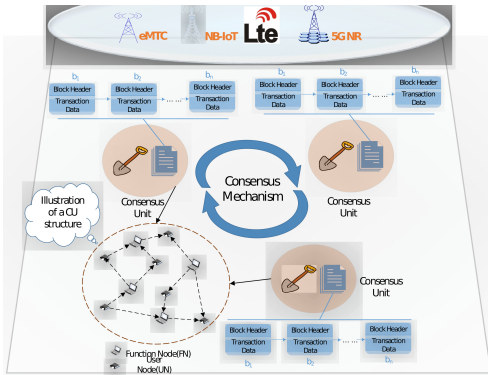 eMTC
NB-IoT
Lte
5G NR
b1
b2
bn
Block Header
Transaction Data
Block Header
Transaction Data
... ...
Block Header
Transaction Data
b1
b2
bn
Block Header
Transaction Data
Block Header
Transaction Data
... ...
Block Header
Transaction Data
Consensus
Unit
Consensus
Mechanism
Consensus
Unit
Illustration
of a CU
structure
Consensus
Unit
Block Header
Transaction Data
Block Header
Transaction Data
... ...
Block Header
Transaction Data
b1
b2
bn
Function Node(FN)
User
Node(UN)